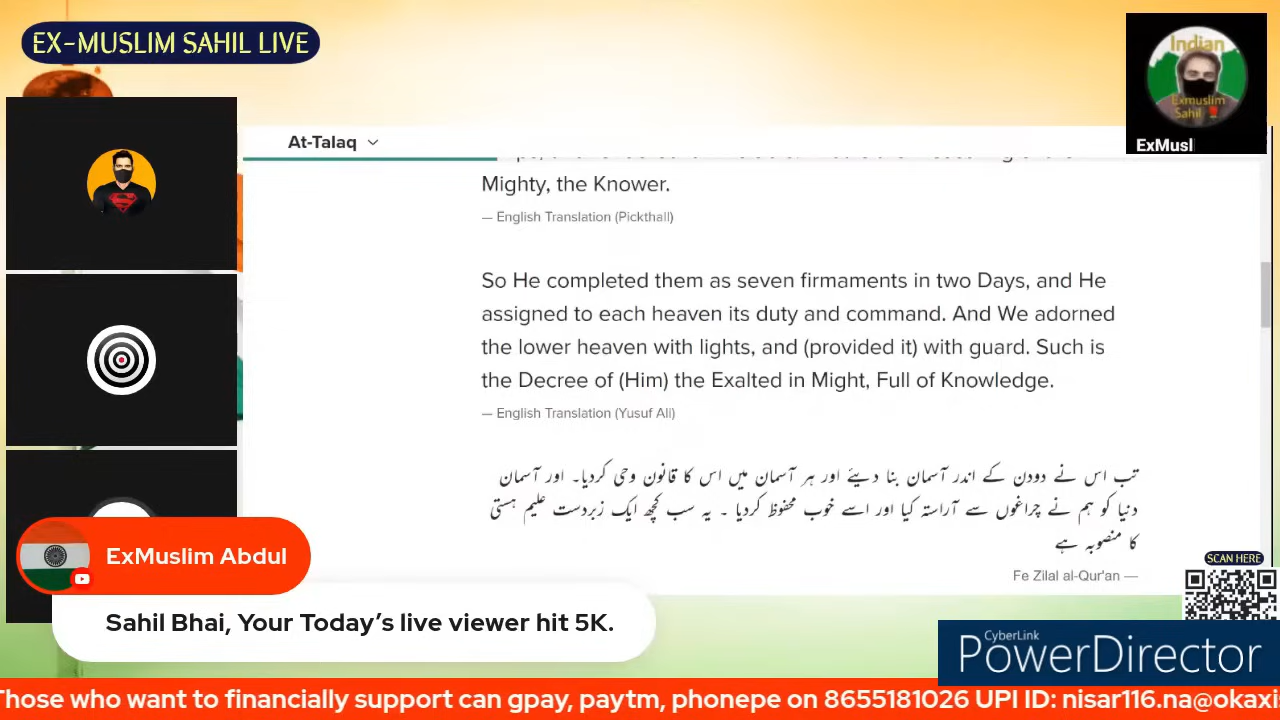 EX-MUSLIM SAHIL LIVE
Indian
Exmuslim
Sahil
ExMusl
At-Talaq
Mighty, the Knower.
— English Translation (Pickthall)
So He completed them as seven firmaments in two Days, and He
assigned to each heaven its duty and command. And We adorned
the lower heaven with lights, and (provided it) with guard. Such is
the Decree of (Him) the Exalted in Might, Full of Knowledge.
— English Translation (Yusuf Ali)
تب اس نے دودن کے اندر آسمان بنا دیئے اور ہر آسمان میں اس کا قانون وحی کردیا۔ اور آسمان
دنیا کو ہم نے چراغوں سے آراستہ کیا اور اسے خوب محفوظ کردیا ۔ یہ سب کچھ ایک زبردست علیم ہستی
کا منصوبہ ہے
Fe Zilal al-Qur'an —
ExMuslim Abdul
Sahil Bhai, Your Today's live viewer hit 5K.
SCAN HERE
CyberLink
PowerDirector
Those who want to financially support can gpay, paytm, phonepe on 8655181026 UPI ID: nisar116.na@okaxi